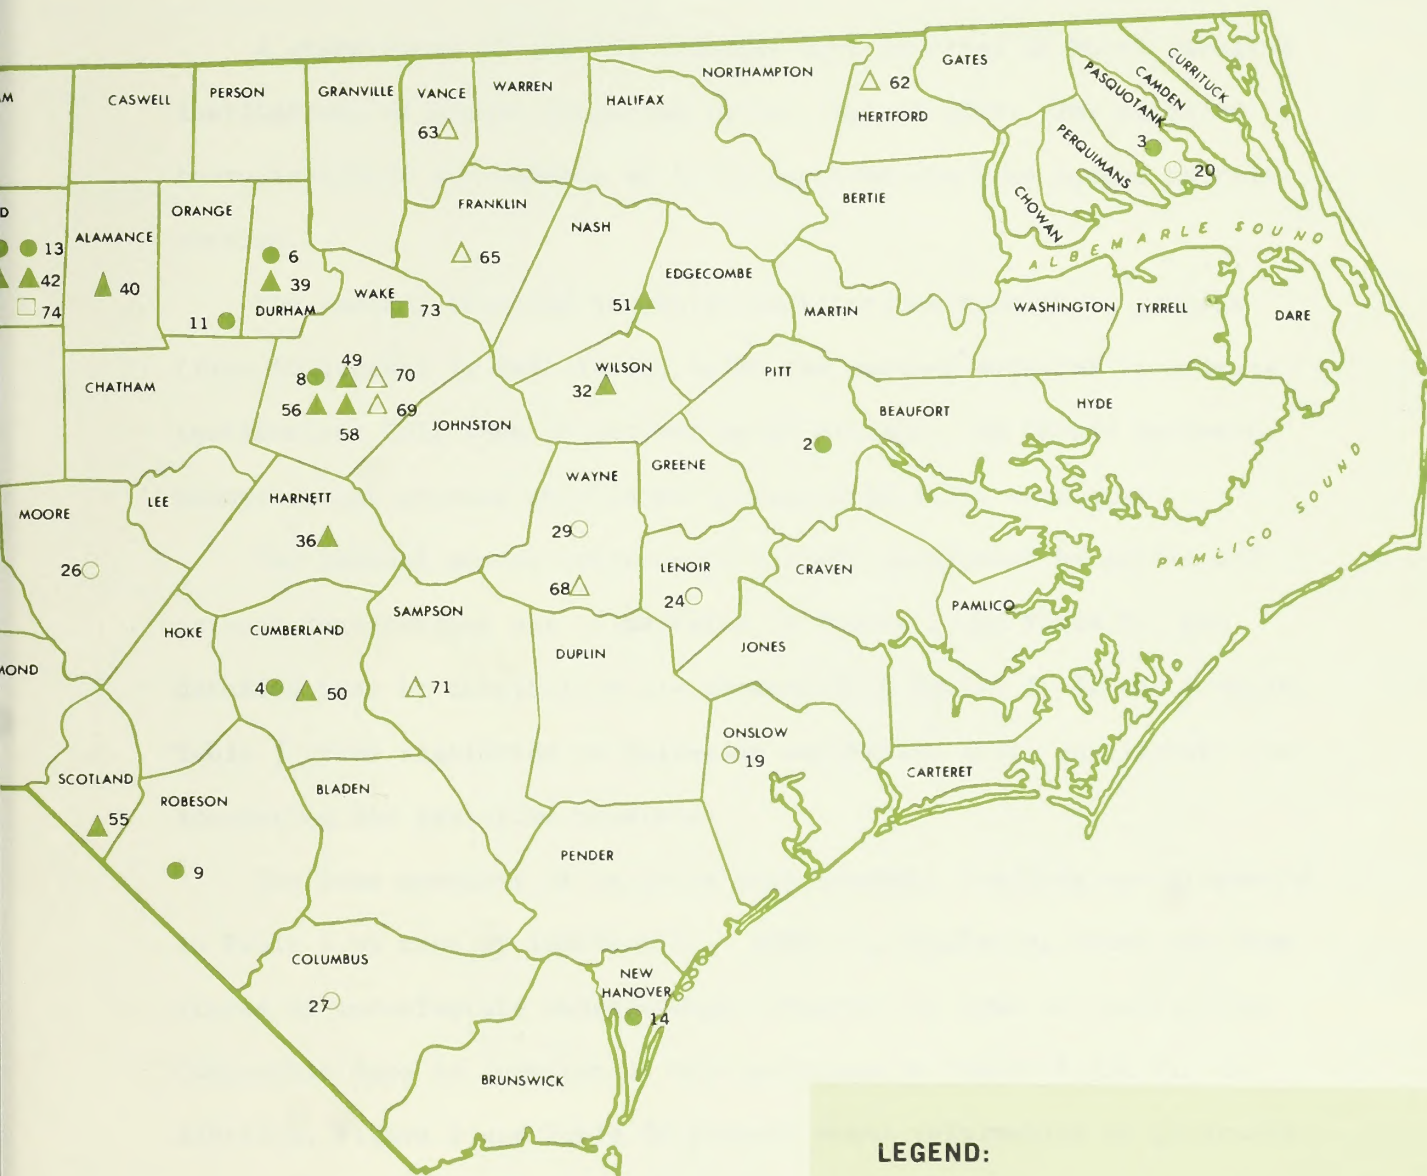 AM
CASWELL
PERSON
GRANVILLE
VANCE
63
WARREN
HALIFAX
NORTHAMPTON
62
HERTFORD
GATES
CURRITUCK
CAMDEN
PASQUOTANK
3
20
PERQUIMANS
CHOWAN
BERTIE
ALBEMARLE SOUND
D
13
42
74
ALAMANCE
40
ORANGE
11
6
39
DURHAM
WAKE
73
FRANKLIN
65
NASH
EDGECOMBE
51
MARTIN
WASHINGTON
TYRRELL
DARE
CHATHAM
8
49
70
56
69
58
JOHNSTON
WILSON
32
PITT
2
BEAUFORT
HYDE
PAMLICO SOUND
MOORE
26
LEE
HARNETT
36
WAYNE
29
68
GREENE
LENOIR
24
CRAVEN
PAMLICO
MOND
HOKE
CUMBERLAND
4
50
SAMPSON
71
DUPLIN
JONES
ONSLOW
19
CARTERET
SCOTLAND
55
ROBESON
9
BLADEN
PENDER
COLUMBUS
27
NEW
HANOVER
14
BRUNSWICK
LEGEND: